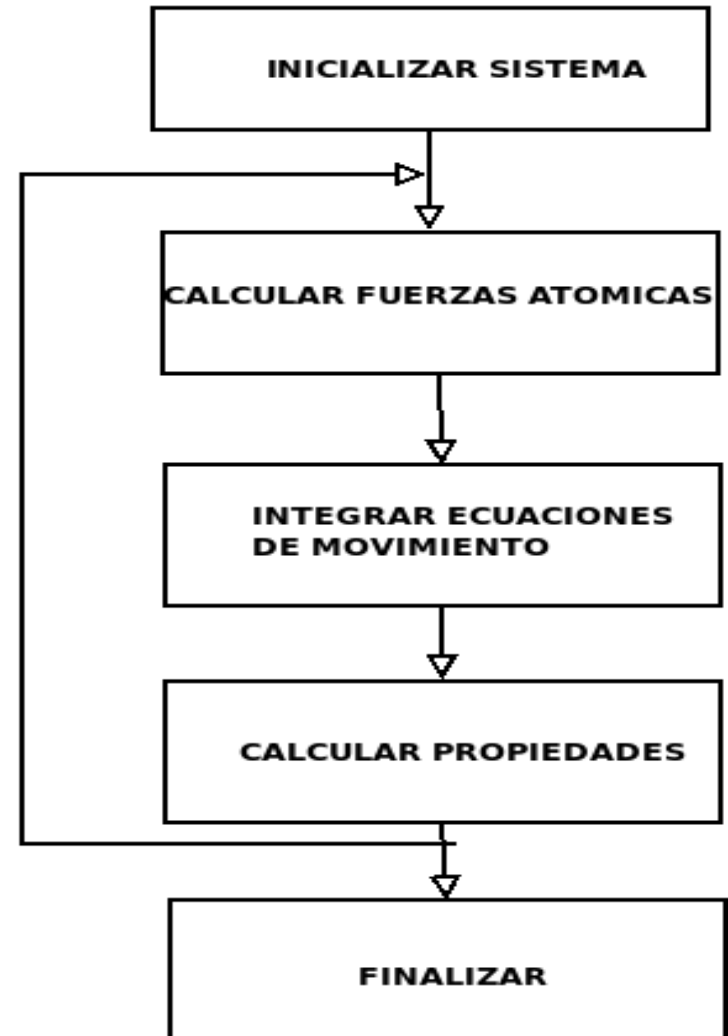 INICIALIZAR SISTEMA
CALCULAR FUERZAS ATOMICAS
INTEGRAR ECUACIONES
DE MOVIMIENTO
CALCULAR PROPIEDADES
FINALIZAR